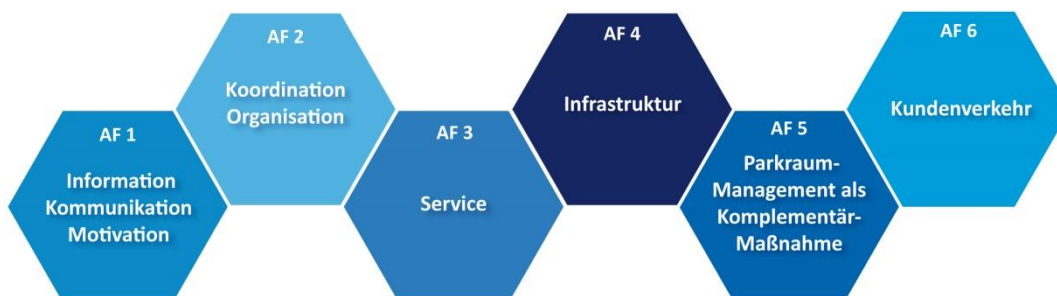 AF 1
Information
Kommunikation
Motivation
AF 2
Koordination
Organisation
AF 3
Service
AF 4
Infrastruktur
AF 5
Parkraum-
Management als
Komplementär-
Maßnahme
AF 6
Kundenverkehr